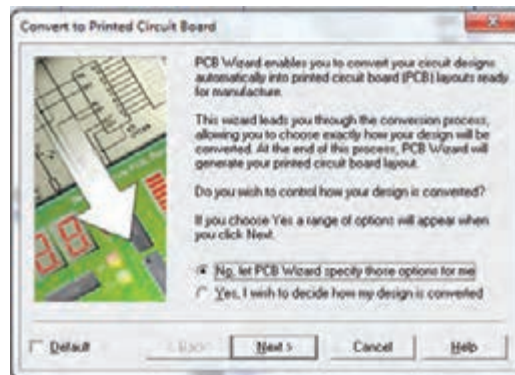 Convert to Printed Circuit Board
PCB Wizard enables you to convert your circuit designs
automatically into printed circuit board (PCB) layouts ready
for manufacture.
This wizard leads you through the conversion process,
allowing you to choose exactly how your design will be
converted. At the end of this process, PCB Wizard will
generate your printed circuit board layout.
Do you wish to control how your design is converted?
If you choose Yes a range of options will appear when
you click Next.
No, let PCB Wizard specify those options for me
Yes, I wish to decide how my design is converted
Default
< Back
Next >
Cancel
Help